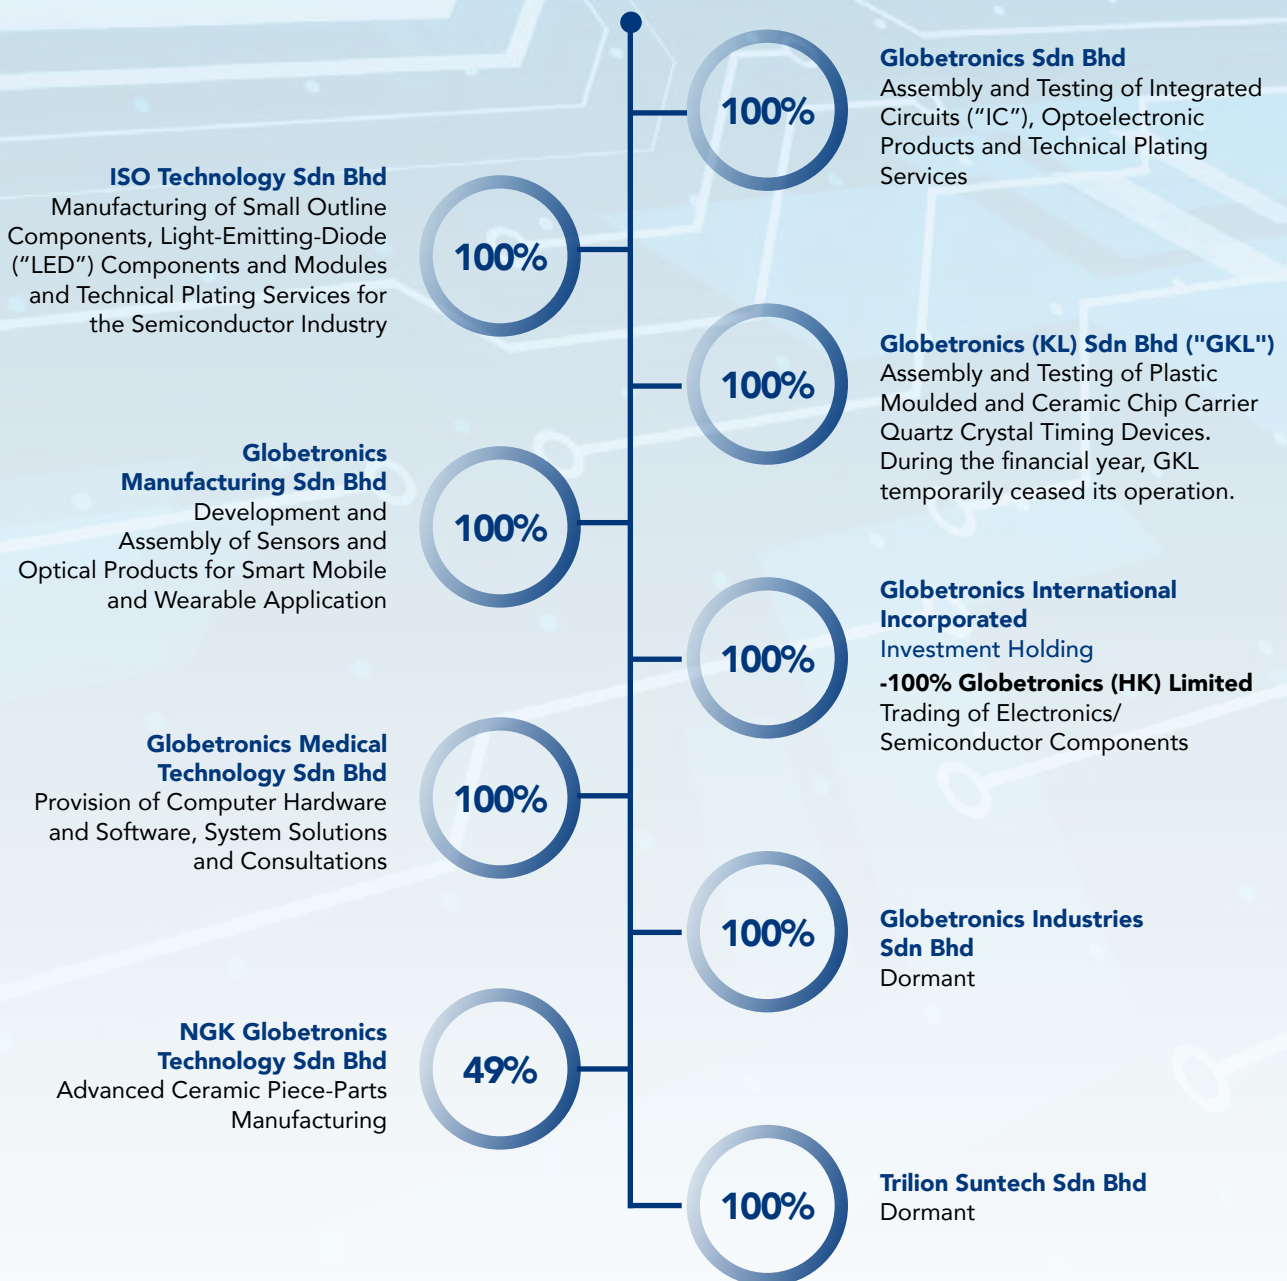 100%
Globetronics Sdn Bhd
Assembly and Testing of Integrated
Circuits (“IC”), Optoelectronic
Products and Technical Plating
Services
ISO Technology Sdn Bhd
Manufacturing of Small Outline
Components, Light-Emitting-Diode
(“LED”) Components and Modules
and Technical Plating Services for
the Semiconductor Industry
100%
100%
Globetronics (KL) Sdn Bhd ("GKL")
Assembly and Testing of Plastic
Moulded and Ceramic Chip Carrier
Quartz Crystal Timing Devices.
During the financial year, GKL
temporarily ceased its operation.
Globetronics
Manufacturing Sdn Bhd
Development and
Assembly of Sensors and
Optical Products for Smart Mobile
and Wearable Application
100%
100%
Globetronics International
Incorporated
Investment Holding
-100% Globetronics (HK) Limited
Trading of Electronics/
Semiconductor Components
Globetronics Medical
Technology Sdn Bhd
Provision of Computer Hardware
and Software, System Solutions
and Consultations
100%
100%
Globetronics Industries
Sdn Bhd
Dormant
NGK Globetronics
Technology Sdn Bhd
Advanced Ceramic Piece-Parts
Manufacturing
49%
100%
Trilion Suntech Sdn Bhd
Dormant